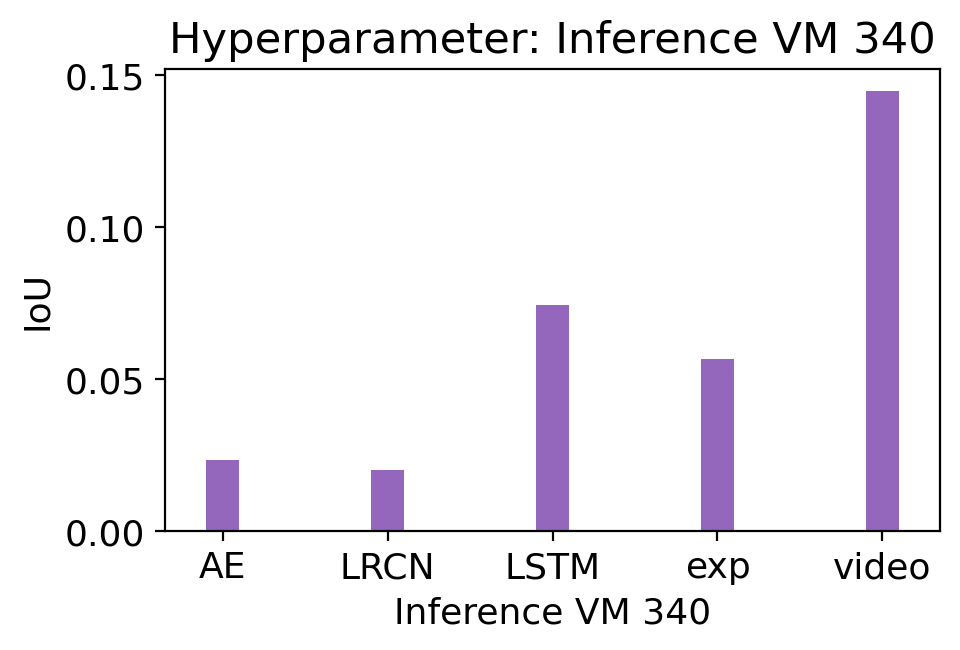 Hyperparameter: Inference VM 340
0.15
0.10
0.05
0.00
IoU
AE LRCN LSTM exp video
Inference VM 340